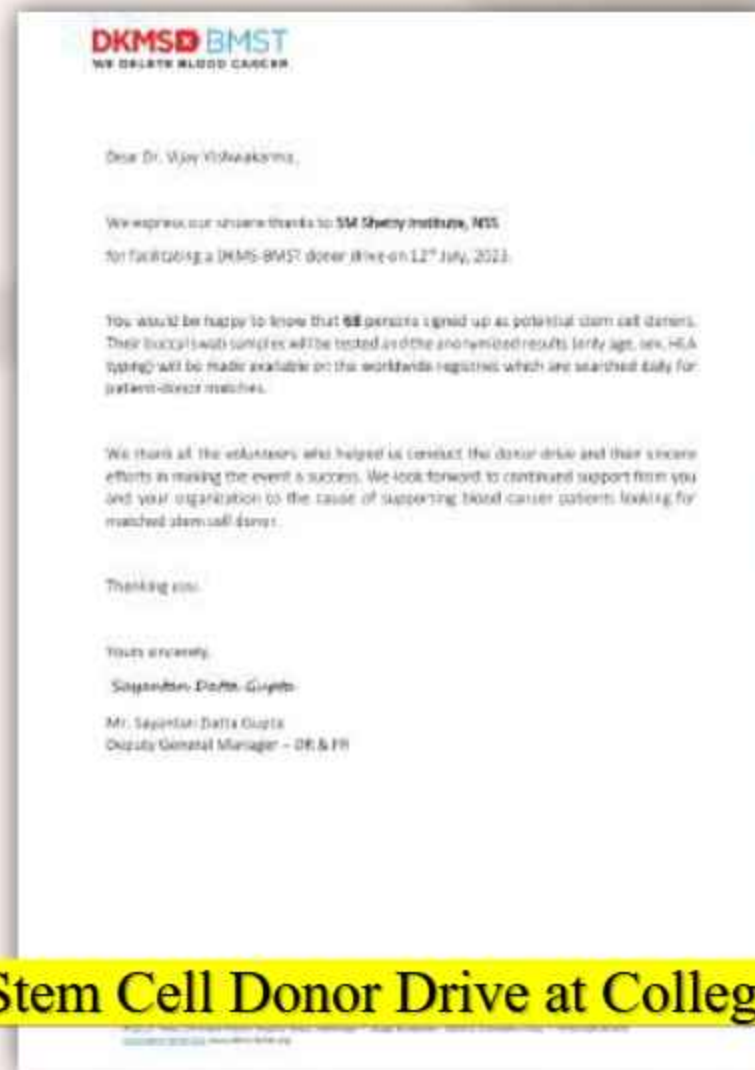 DKMS BMST
WE DELETE BLOOD CANCER
Dear Dr. Vijay Vishwakarma,
We express our sincere thanks to SM Shetty Institute, NSS
for facilitating a DKMS-BMST donor drive on 12th July, 2023.
You would be happy to know that 68 persons signed up as potential stem cell donors.
Their buccal swab samples will be tested and the anonymized results (only age, sex, HLA
typing) will be made available on the worldwide registries which are searched daily for
patient-donor matches.
We thank all the volunteers who helped us conduct the donor drive and their sincere
efforts in making the event a success. We look forward to continued support from you
and your organization to the cause of supporting blood cancer patients looking for
matched stem cell donor.
Thanking you.
Yours sincerely,
Sayantan Datta Gupta
Mr. Sayantan Datta Gupta
Deputy General Manager – DR & FR
Stem Cell Donor Drive at Colleg